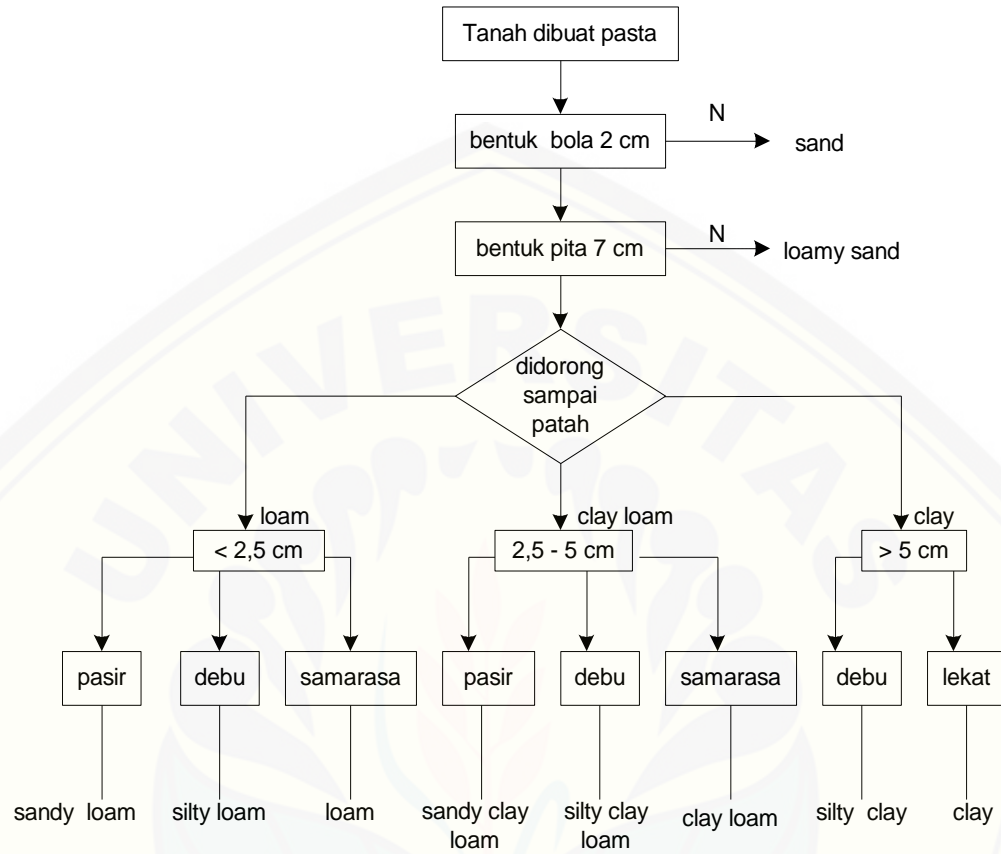 Tanah dibuat pasta
N
bentuk bola 2 cm
sand
N
bentuk pita 7 cm
loamy sand
didorong
sampai
patah
loam
clay loam
clay
< 2,5 cm
2,5 - 5 cm
> 5 cm
pasir
debu
samarasa
pasir
debu
samarasa
debu
lekat
sandy loam
silty loam
loam
sandy clay
loam
silty clay
loam
clay loam
silty clay
clay
UNIVERSITAS